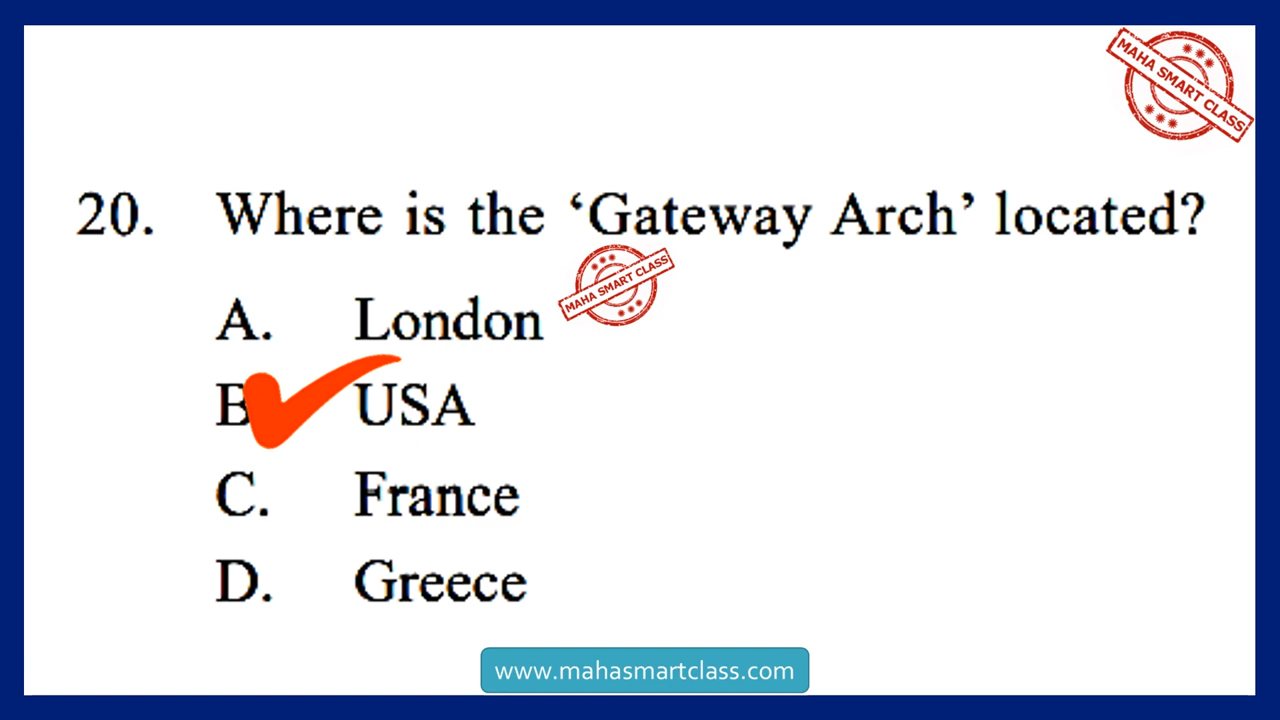 MAHA SMART CLASS
20. Where is the ‘Gateway Arch’ located?
MAHA SMART CLASS
A. London
B USA
C. France
D. Greece
www.mahasmartclass.com